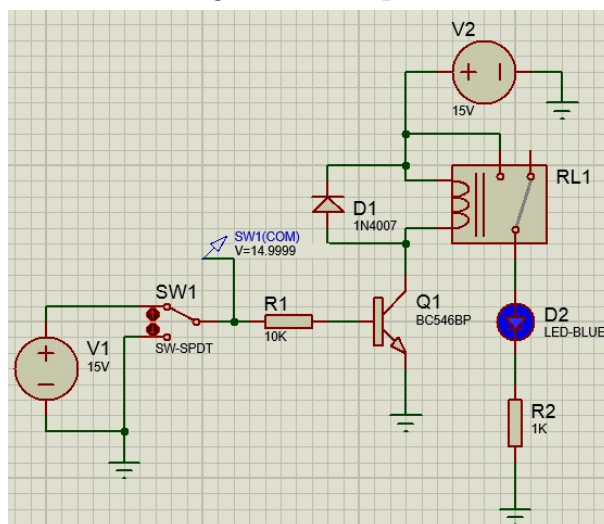 V2
15V
RL1
D1
1N4007
SW1(COM)
V=14.9999
SW1
R1
10K
Q1
BC546BP
D2
LED-BLUE
SW-SPDT
V1
15V
R2
1K